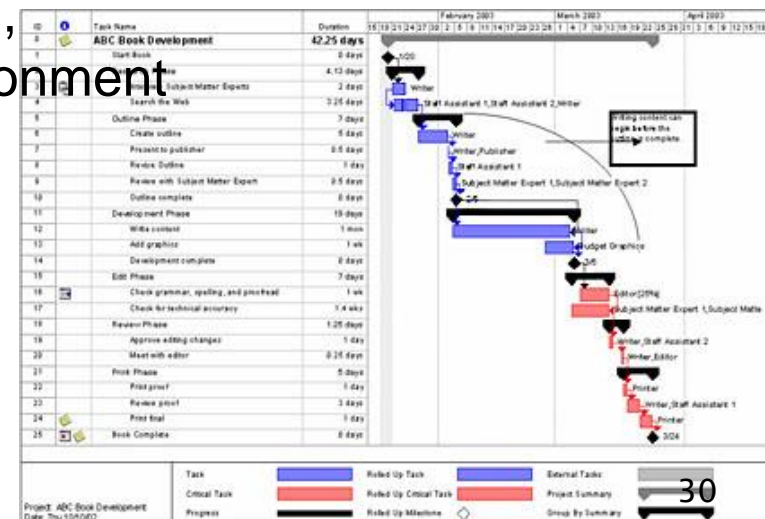 ,
onment
ID Task Name Duration
February 2003 March 2003 April 2003
0 ABC Book Development 42.25 days
1 Start Book 0 days
4.13 days
3 Subject Matter Experts 2 days
4 Search the Web 3.25 days
5 Outline Phase 7 days
6 Create outline 5 days
7 Present to publisher 0.5 days
8 Revise Outline 1 day
9 Review with Subject Matter Expert 0.5 days
10 Outline complete 0 days
11 Development Phase 19 days
12 Write content 1 mon
13 Add graphics 1 wk
14 Development complete 0 days
15 Edit Phase 7 days
16 Check grammar, spelling, and proofread 1 wk
17 Check for technical accuracy 1.4 wks
18 Review Phase 1.25 days
19 Approve editing changes 1 day
20 Meet with editor 0.25 days
21 Print Phase 5 days
22 Print proof 1 day
23 Review proof 3 days
24 Print final 1 day
25 Book Complete 0 days
1/20
Writer
Staff Assistant 1,Staff Assistant 2,Writer
Writing content can
begin before the
outline is complete.
Writer
Writer,Publisher
Staff Assistant 1
Subject Matter Expert 1,Subject Matter Expert 2
Writer
Budget Graphics
3/5
Editor[25%]
Subject Matter Expert 1,Subject Matte
Writer,Staff Assistant 2
Writer,Editor
Printer
Writer,Staff Assistant 1
Printer
3/24
Task Rolled Up Task External Tasks
Critical Task Rolled Up Critical Task Project Summary
30
Project: ABC Book Development
Progress Rolled Up Milestone Group By Summary
Date: Thu